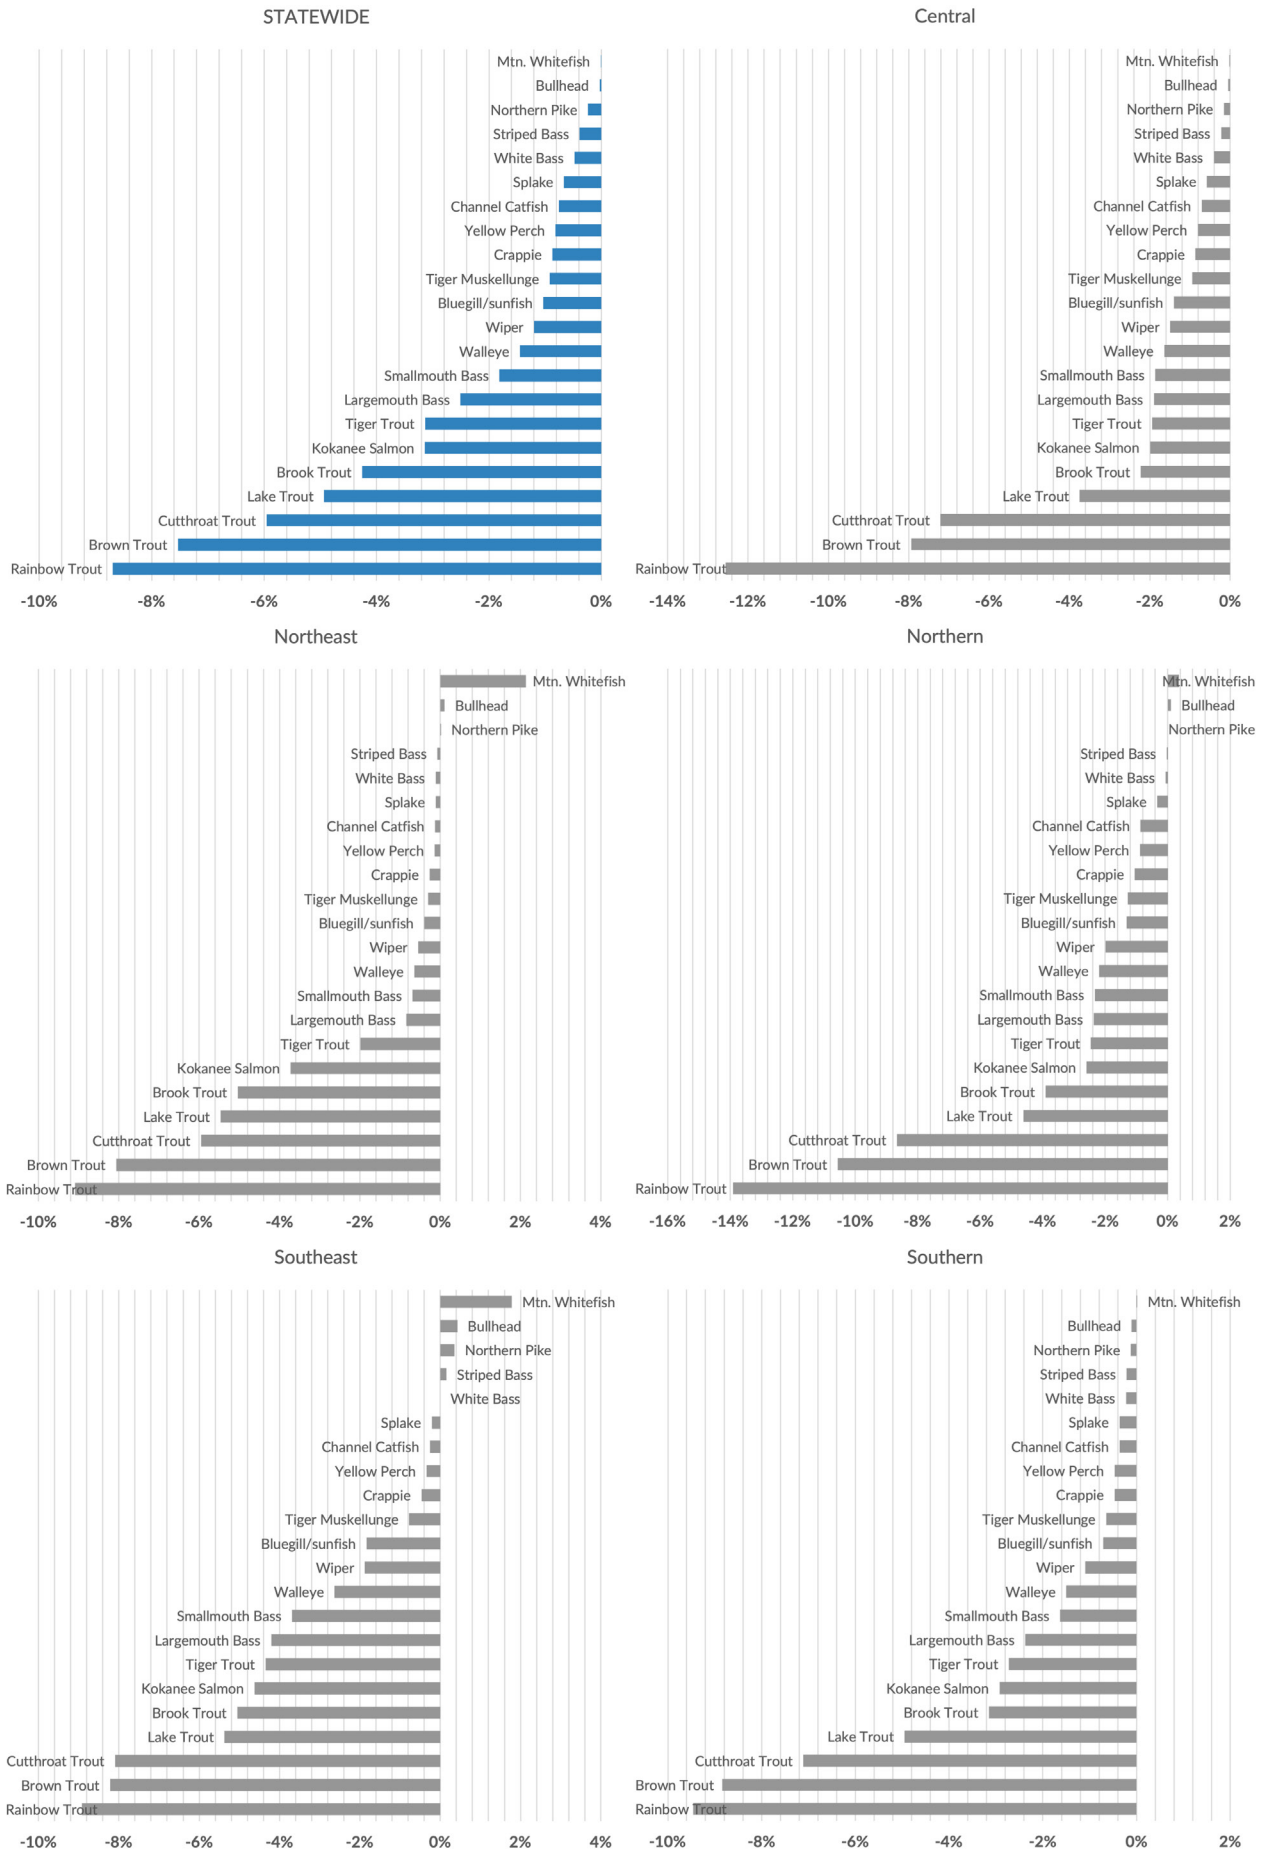 STATEWIDE
Mtn. Whitefish
Bullhead
Northern Pike
Striped Bass
White Bass
Splake
Channel Catfish
Yellow Perch
Crappie
Tiger Muskellunge
Bluegill/sunfish
Wiper
Walleye
Smallmouth Bass
Largemouth Bass
Tiger Trout
Kokanee Salmon
Brook Trout
Lake Trout
Cutthroat Trout
Brown Trout
Rainbow Trout
-10% -8% -6% -4% -2% 0%
Central
Mtn. Whitefish
Bullhead
Northern Pike
Striped Bass
White Bass
Splake
Channel Catfish
Yellow Perch
Crappie
Tiger Muskellunge
Bluegill/sunfish
Wiper
Walleye
Smallmouth Bass
Largemouth Bass
Tiger Trout
Kokanee Salmon
Brook Trout
Lake Trout
Cutthroat Trout
Brown Trout
Rainbow Trout
-14% -12% -10% -8% -6% -4% -2% 0%
Northeast
Mtn. Whitefish
Bullhead
Northern Pike
Striped Bass
White Bass
Splake
Channel Catfish
Yellow Perch
Crappie
Tiger Muskellunge
Bluegill/sunfish
Wiper
Walleye
Smallmouth Bass
Largemouth Bass
Tiger Trout
Kokanee Salmon
Brook Trout
Lake Trout
Cutthroat Trout
Brown Trout
Rainbow Trout
-10% -8% -6% -4% -2% 0% 2% 4%
Northern
Mtn. Whitefish
Bullhead
Northern Pike
Striped Bass
White Bass
Splake
Channel Catfish
Yellow Perch
Crappie
Tiger Muskellunge
Bluegill/sunfish
Wiper
Walleye
Smallmouth Bass
Largemouth Bass
Tiger Trout
Kokanee Salmon
Brook Trout
Lake Trout
Cutthroat Trout
Brown Trout
Rainbow Trout
-16% -14% -12% -10% -8% -6% -4% -2% 0% 2%
Southeast
Mtn. Whitefish
Bullhead
Northern Pike
Striped Bass
White Bass
Splake
Channel Catfish
Yellow Perch
Crappie
Tiger Muskellunge
Bluegill/sunfish
Wiper
Walleye
Smallmouth Bass
Largemouth Bass
Tiger Trout
Kokanee Salmon
Brook Trout
Lake Trout
Cutthroat Trout
Brown Trout
Rainbow Trout
-10% -8% -6% -4% -2% 0% 2% 4%
Southern
Mtn. Whitefish
Bullhead
Northern Pike
Striped Bass
White Bass
Splake
Channel Catfish
Yellow Perch
Crappie
Tiger Muskellunge
Bluegill/sunfish
Wiper
Walleye
Smallmouth Bass
Largemouth Bass
Tiger Trout
Kokanee Salmon
Brook Trout
Lake Trout
Cutthroat Trout
Brown Trout
Rainbow Trout
-10% -8% -6% -4% -2% 0% 2%